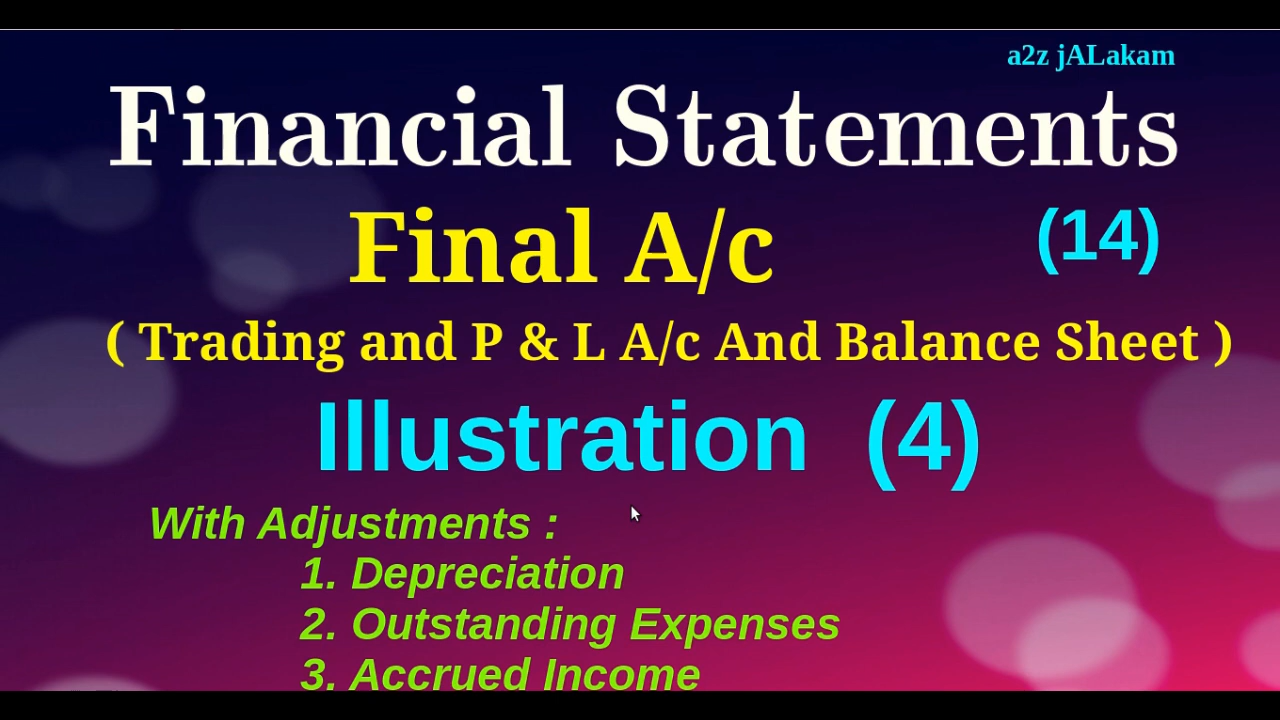 a2z jALakam
Financial Statements
Final A/c (14)
( Trading and P & L A/c And Balance Sheet )
Illustration (4)
With Adjustments :
1. Depreciation
2. Outstanding Expenses
3. Accrued Income